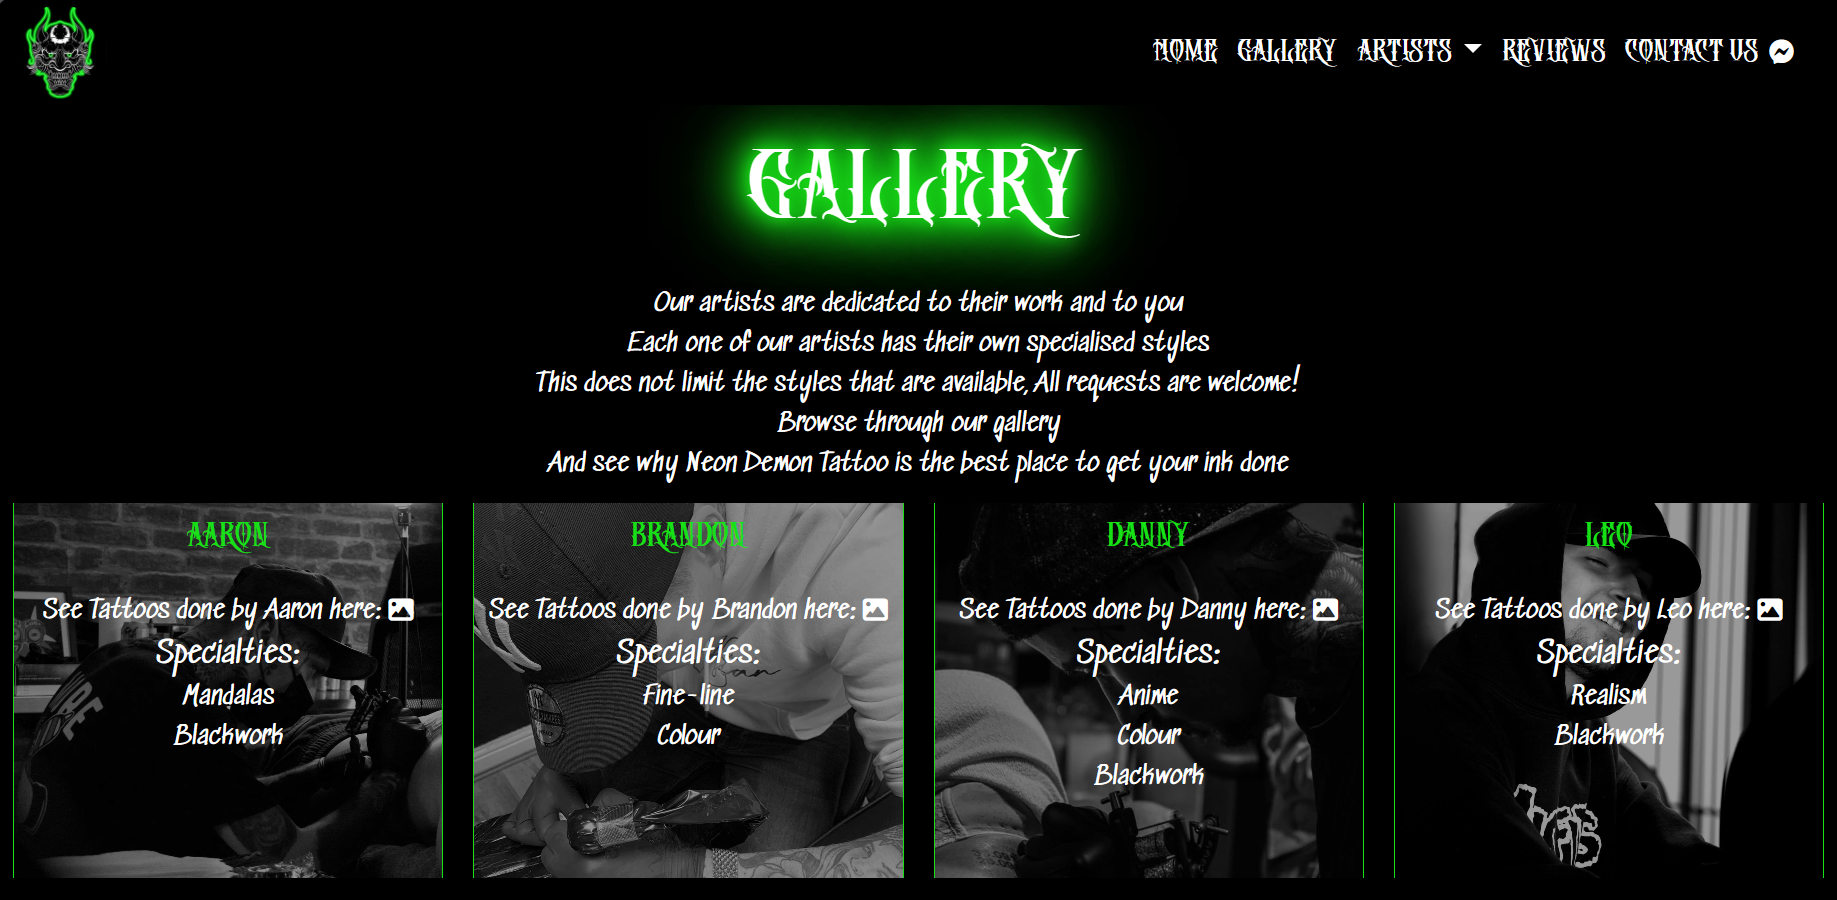 HOME GALLERY ARTISTS REVIEWS CONTACT US
GALLERY
Our artists are dedicated to their work and to you
Each one of our artists has their own specialised styles
This does not limit the styles that are available, All requests are welcome!
Browse through our gallery
And see why Neon Demon Tattoo is the best place to get your ink done
AARON
See Tattoos done by Aaron here:
Specialties:
Mandalas
Blackwork
BRANDON
See Tattoos done by Brandon here:
Specialties:
Fine-line
Colour
DANNY
See Tattoos done by Danny here:
Specialties:
Anime
Colour
Blackwork
LEO
See Tattoos done by Leo here:
Specialties:
Realism
Blackwork